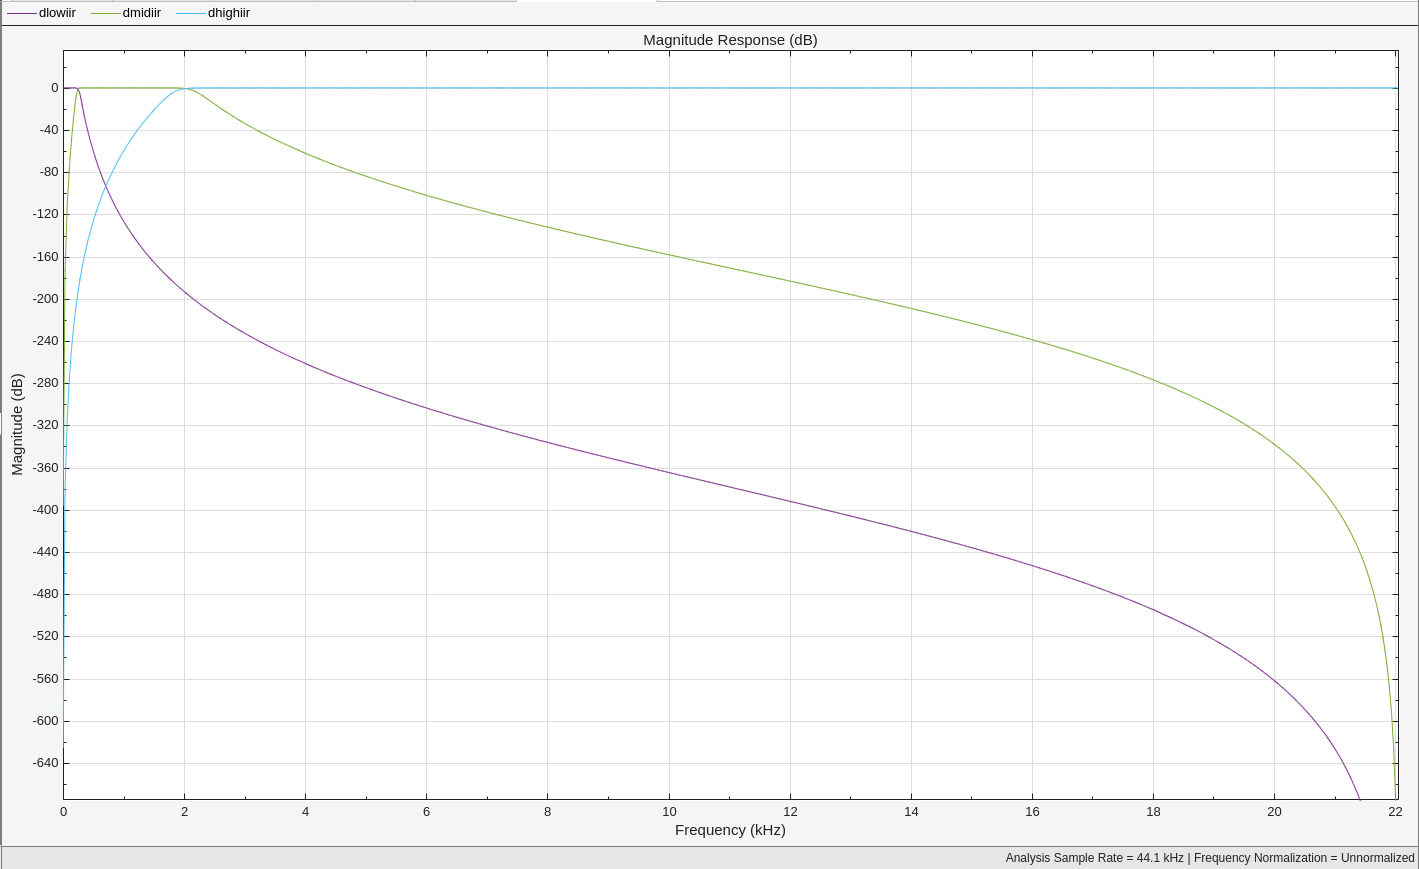 dlowiir dmidiir dhighiir
Magnitude Response (dB)
0
-40
-80
-120
-160
-200
-240
-280
-320
-360
-400
-440
-480
-520
-560
-600
-640
Magnitude (dB)
0 2 4 6 8 10 12 14 16 18 20 22
Frequency (kHz)
Analysis Sample Rate = 44.1 kHz | Frequency Normalization = Unnormalized